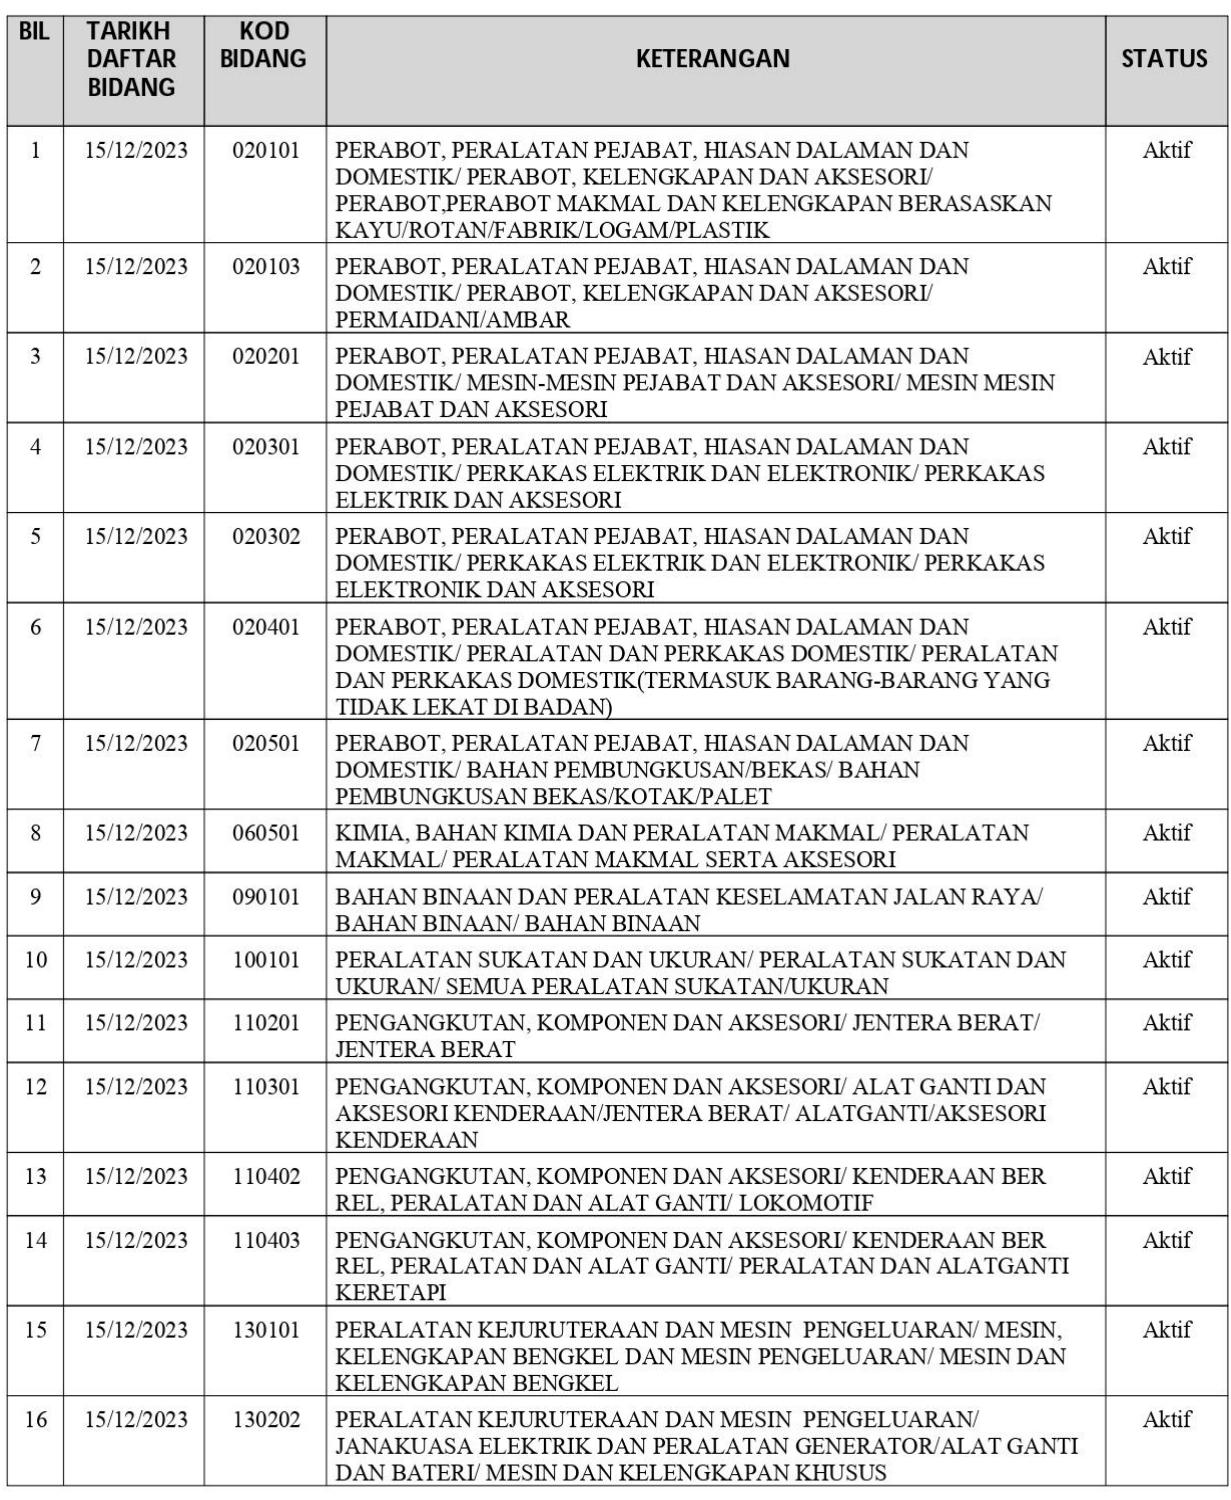 BIL
TARIKH
DAFTAR
BIDANG
KOD
BIDANG
KETERANGAN
STATUS
1 15/12/2023 020101 PERABOT, PERALATAN PEJABAT, HIASAN DALAMAN DAN Aktif
DOMESTIK/ PERABOT, KELENGKAPAN DAN AKSESORI/
PERABOT,PERABOT MAKMAL DAN KELENGKAPAN BERASASKAN
KAYU/ROTAN/FABRIK/LOGAM/PLASTIK
2 15/12/2023 020103 PERABOT, PERALATAN PEJABAT, HIASAN DALAMAN DAN Aktif
DOMESTIK/ PERABOT, KELENGKAPAN DAN AKSESORI/
PERMAIDANI/AMBAR
3 15/12/2023 020201 PERABOT, PERALATAN PEJABAT, HIASAN DALAMAN DAN Aktif
DOMESTIK/ MESIN-MESIN PEJABAT DAN AKSESORI/ MESIN MESIN
PEJABAT DAN AKSESORI
4 15/12/2023 020301 PERABOT, PERALATAN PEJABAT, HIASAN DALAMAN DAN Aktif
DOMESTIK/ PERKAKAS ELEKTRIK DAN ELEKTRONIK/ PERKAKAS
ELEKTRIK DAN AKSESORI
5 15/12/2023 020302 PERABOT, PERALATAN PEJABAT, HIASAN DALAMAN DAN Aktif
DOMESTIK/ PERKAKAS ELEKTRIK DAN ELEKTRONIK/ PERKAKAS
ELEKTRONIK DAN AKSESORI
6 15/12/2023 020401 PERABOT, PERALATAN PEJABAT, HIASAN DALAMAN DAN Aktif
DOMESTIK/ PERALATAN DAN PERKAKAS DOMESTIK/ PERALATAN
DAN PERKAKAS DOMESTIK(TERMASUK BARANG-BARANG YANG
TIDAK LEKAT DI BADAN)
7 15/12/2023 020501 PERABOT, PERALATAN PEJABAT, HIASAN DALAMAN DAN Aktif
DOMESTIK/ BAHAN PEMBUNGKUSAN/BEKAS/ BAHAN
PEMBUNGKUSAN BEKAS/KOTAK/PALET
8 15/12/2023 060501 KIMIA, BAHAN KIMIA DAN PERALATAN MAKMAL/ PERALATAN Aktif
MAKMAL/ PERALATAN MAKMAL SERTA AKSESORI
9 15/12/2023 090101 BAHAN BINAAN DAN PERALATAN KESELAMATAN JALAN RAYA/ Aktif
BAHAN BINAAN/ BAHAN BINAAN
10 15/12/2023 100101 PERALATAN SUKATAN DAN UKURAN/ PERALATAN SUKATAN DAN Aktif
UKURAN/ SEMUA PERALATAN SUKATAN/UKURAN
11 15/12/2023 110201 PENGANGKUTAN, KOMPONEN DAN AKSESORI/ JENTERA BERAT/ Aktif
JENTERA BERAT
12 15/12/2023 110301 PENGANGKUTAN, KOMPONEN DAN AKSESORI/ ALAT GANTI DAN Aktif
AKSESORI KENDERAAN/JENTERA BERAT/ ALATGANTI/AKSESORI
KENDERAAN
13 15/12/2023 110402 PENGANGKUTAN, KOMPONEN DAN AKSESORI/ KENDERAAN BER Aktif
REL, PERALATAN DAN ALAT GANTI/ LOKOMOTIF
14 15/12/2023 110403 PENGANGKUTAN, KOMPONEN DAN AKSESORI/ KENDERAAN BER Aktif
REL, PERALATAN DAN ALAT GANTI/ PERALATAN DAN ALATGANTI
KERETAPI
15 15/12/2023 130101 PERALATAN KEJURUTERAAN DAN MESIN  PENGELUARAN/ MESIN, Aktif
KELENGKAPAN BENGKEL DAN MESIN PENGELUARAN/ MESIN DAN
KELENGKAPAN BENGKEL
16 15/12/2023 130202 PERALATAN KEJURUTERAAN DAN MESIN  PENGELUARAN/ Aktif
JANAKUASA ELEKTRIK DAN PERALATAN GENERATOR/ALAT GANTI
DAN BATERI/ MESIN DAN KELENGKAPAN KHUSUS